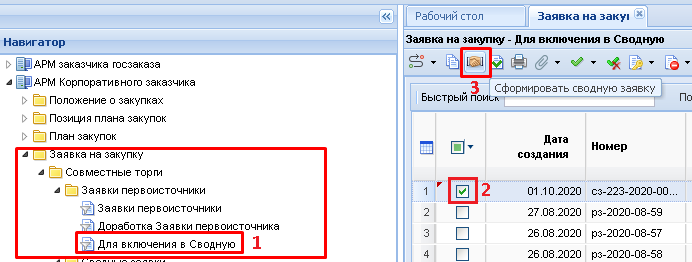 Навигатор
АРМ заказчика госзаказа
АРМ Корпоративного заказчика
Положение о закупках
Позиция плана закупок
План закупок
Заявка на закупку
Совместные торги
Заявки первоисточники
Заявки первоисточники
Доработка Заявки первоисточника
Для включения в Сводную
1
Рабочий стол
Заявка на заку
Заявка на закупку - Для включения в Сводную
3
Сформировать сводную заявку
Быстрый поиск
По
Дата создания
Номер
1 2 01.10.2020 сз-223-2020-00...
2 27.08.2020 рз-2020-08-59
3 26.08.2020 рз-2020-08-57
4 26.08.2020 рз-2020-08-58